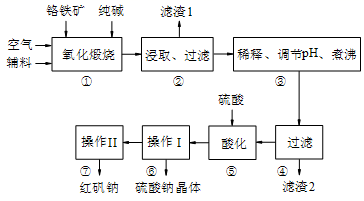 铬铁矿 纯碱 滤渣1
空气
辅料
氧化煅烧 浸取、过滤 稀释、调节pH、煮沸
① ② ③
硫酸
操作II 操作 I 酸化 过滤
⑦ ⑥ ⑤ ④
红矾钠 硫酸钠晶体 滤渣2